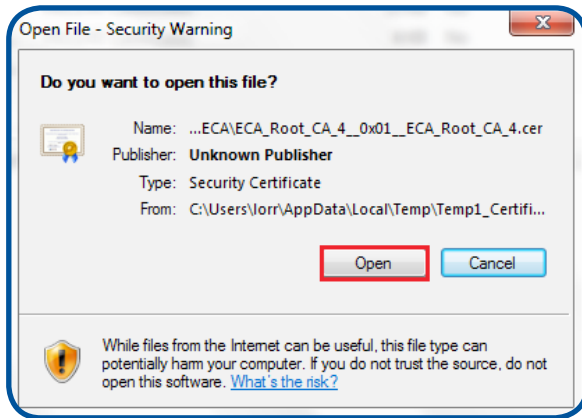 Open File - Security Warning
Do you want to open this file?
Name: ...ECA\ECA_Root_CA_4__0x01__ECA_Root_CA_4.cer
Publisher: Unknown Publisher
Type: Security Certificate
From: C:\Users\lorr\AppData\Local\Temp\Temp1_Certifi...
Open Cancel
While files from the Internet can be useful, this file type can
potentially harm your computer. If you do not trust the source, do not
open this software. What's the risk?